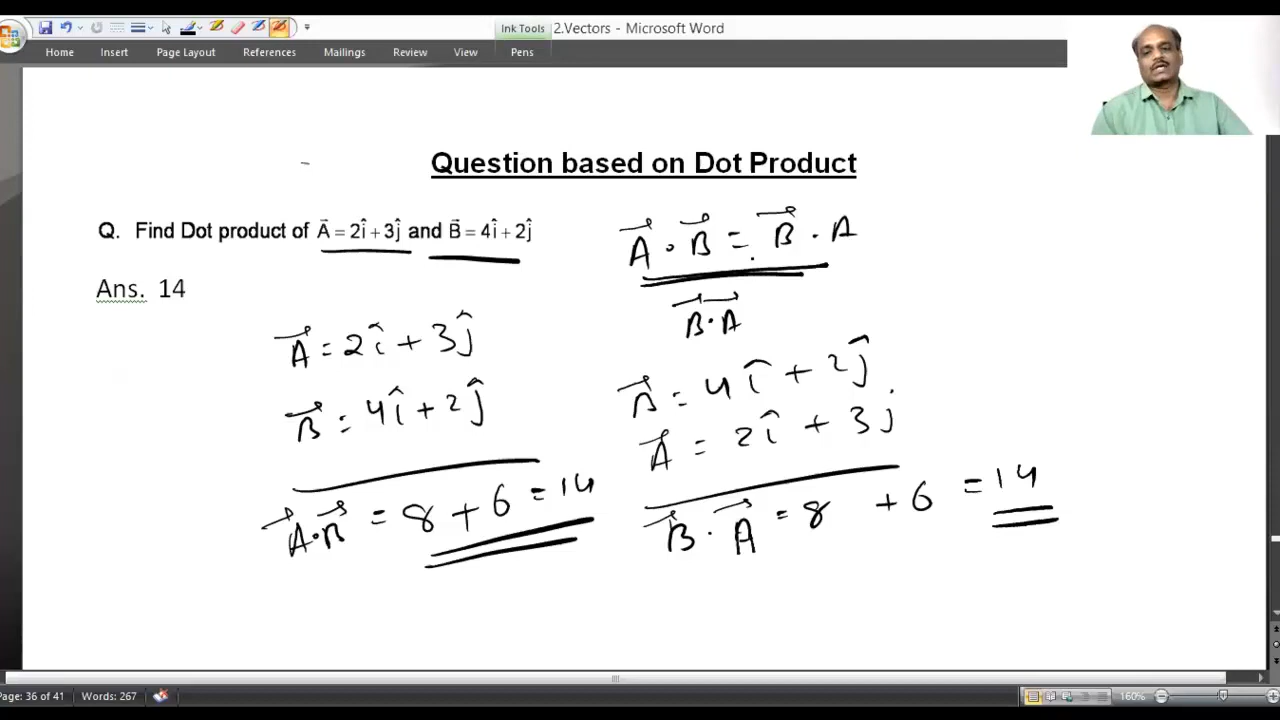 Ink Tools 2.Vectors - Microsoft Word
Home Insert Page Layout References Mailings Review View Pens
Question based on Dot Product
Q. Find Dot product of A⃗ = 2î + 3ĵ and B⃗ = 4î + 2ĵ
A⃗ · B⃗ = B⃗ · A
Ans. 14
B⃗ · A⃗
A⃗ = 2î + 3ĵ
B⃗ = 4î + 2ĵ
A⃗·B⃗ = 8 + 6 = 14
B⃗ = 4î + 2ĵ
A⃗ = 2î + 3j
B⃗ · A⃗ = 8 + 6 = 14
Page: 36 of 41 Words: 267 160%